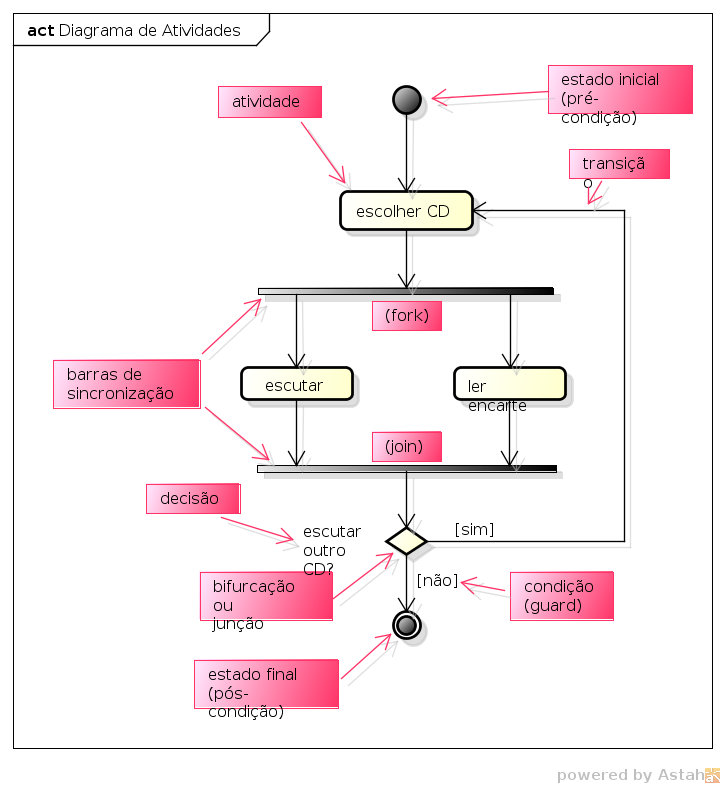 act Diagrama de Atividades
estado inicial
(pré-
condição)
atividade
transiçã
o
escolher CD
(fork)
barras de
sincronização
escutar
ler
encarte
(join)
decisão
escutar
outro
CD?
[sim]
bifurcação
ou
junção
[não]
condição
(guard)
estado final
(pós-
condição)
powered by Astah